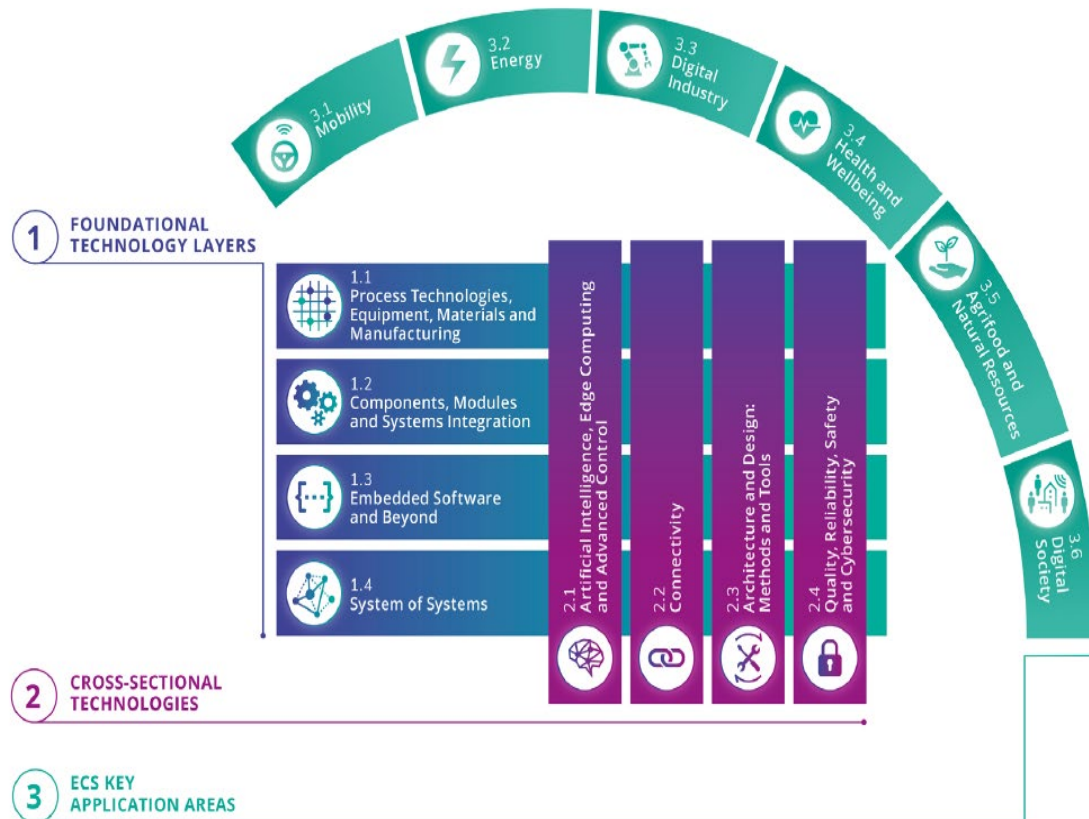 3.1
Mobility
3.2
Energy
3.3
Digital
Industry
3.4
Health and
Wellbeing
3.5
Agrifood and
Natural Resources
3.6
Digital
Society
1
FOUNDATIONAL
TECHNOLOGY LAYERS
1.1
Process Technologies,
Equipment, Materials and
Manufacturing
1.2
Components, Modules
and Systems Integration
1.3
Embedded Software
and Beyond
1.4
System of Systems
2.1
Artificial Intelligence, Edge Computing
and Advanced Control
2.2
Connectivity
2.3
Architecture and Design:
Methods and Tools
2.4
Quality, Reliability, Safety
and Cybersecurity
2
CROSS-SECTIONAL
TECHNOLOGIES
3
ECS KEY
APPLICATION AREAS